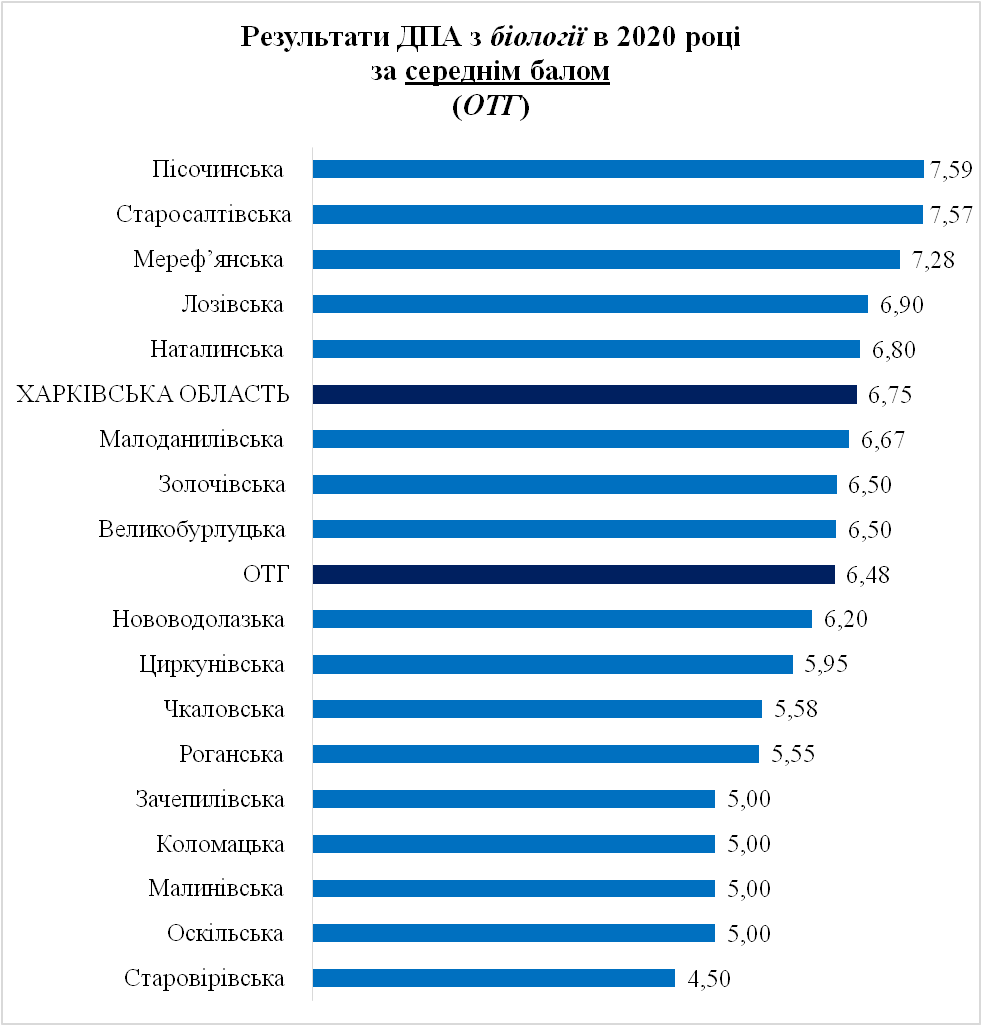 Результати ДПА з біології в 2020 році
за середнім балом
(ОТГ)
Пісочинська 7,59
Старосалтівська 7,57
Мереф’янська 7,28
Лозівська 6,90
Наталинська 6,80
ХАРКІВСЬКА ОБЛАСТЬ 6,75
Малоданилівська 6,67
Золочівська 6,50
Великобурлуцька 6,50
ОТГ 6,48
Нововодолазька 6,20
Циркунівська 5,95
Чкаловська 5,58
Роганська 5,55
Зачепилівська 5,00
Коломацька 5,00
Малинівська 5,00
Оскільська 5,00
Старовірівська 4,50